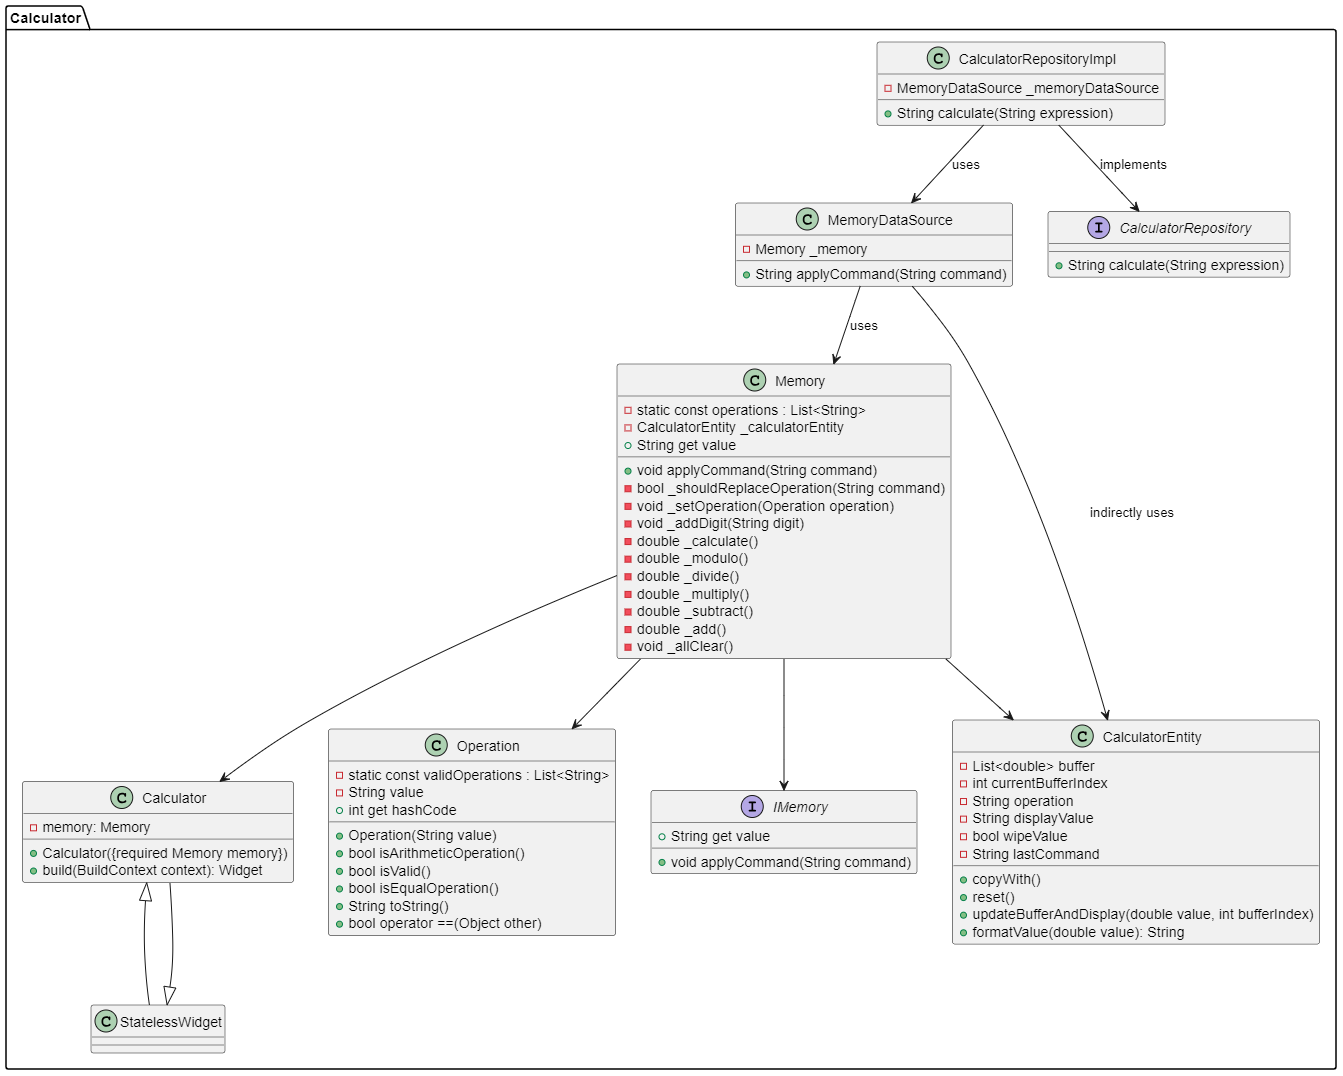 Calculator
C CalculatorRepositoryImpl
MemoryDataSource _memoryDataSource
String calculate(String expression)
uses
implements
C MemoryDataSource
Memory _memory
String applyCommand(String command)
I CalculatorRepository
String calculate(String expression)
uses
C Memory
static const operations : List<String>
CalculatorEntity _calculatorEntity
String get value
void applyCommand(String command)
bool _shouldReplaceOperation(String command)
void _setOperation(Operation operation)
void _addDigit(String digit)
double _calculate()
double _modulo()
double _divide()
double _multiply()
double _subtract()
double _add()
void _allClear()
indirectly uses
C Calculator
memory: Memory
Calculator({required Memory memory})
build(BuildContext context): Widget
C Operation
static const validOperations : List<String>
String value
int get hashCode
Operation(String value)
bool isArithmeticOperation()
bool isValid()
bool isEqualOperation()
String toString()
bool operator ==(Object other)
I IMemory
String get value
void applyCommand(String command)
C CalculatorEntity
List<double> buffer
int currentBufferIndex
String operation
String displayValue
bool wipeValue
String lastCommand
copyWith()
reset()
updateBufferAndDisplay(double value, int bufferIndex)
formatValue(double value): String
C StatelessWidget